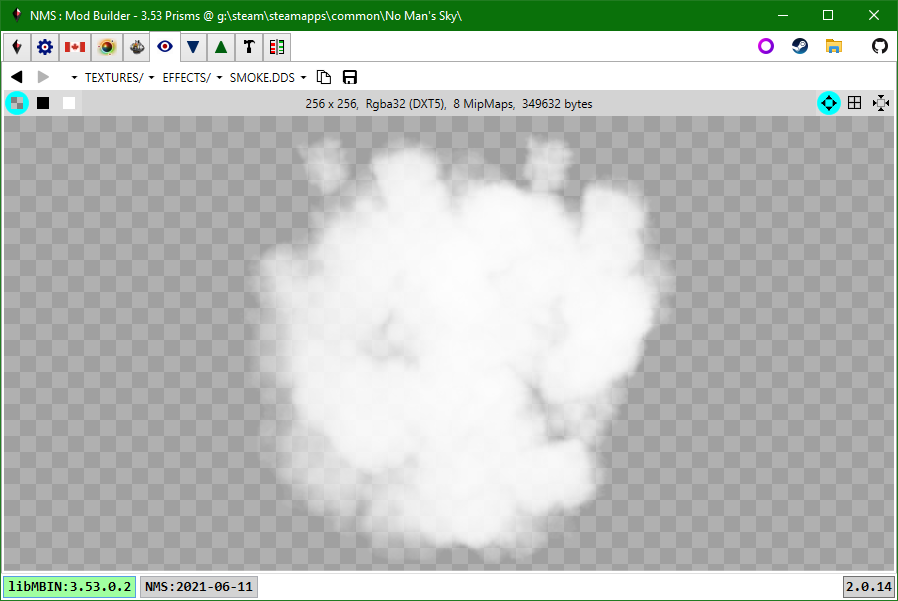 NMS : Mod Builder - 3.53 Prisms @ g:\steam\steamapps\common\No Man's Sky\
TEXTURES/ EFFECTS/ SMOKE.DDS
256 x 256, Rgba32 (DXT5), 8 MipMaps, 349632 bytes
libMBIN:3.53.0.2 NMS:2021-06-11 2.0.14